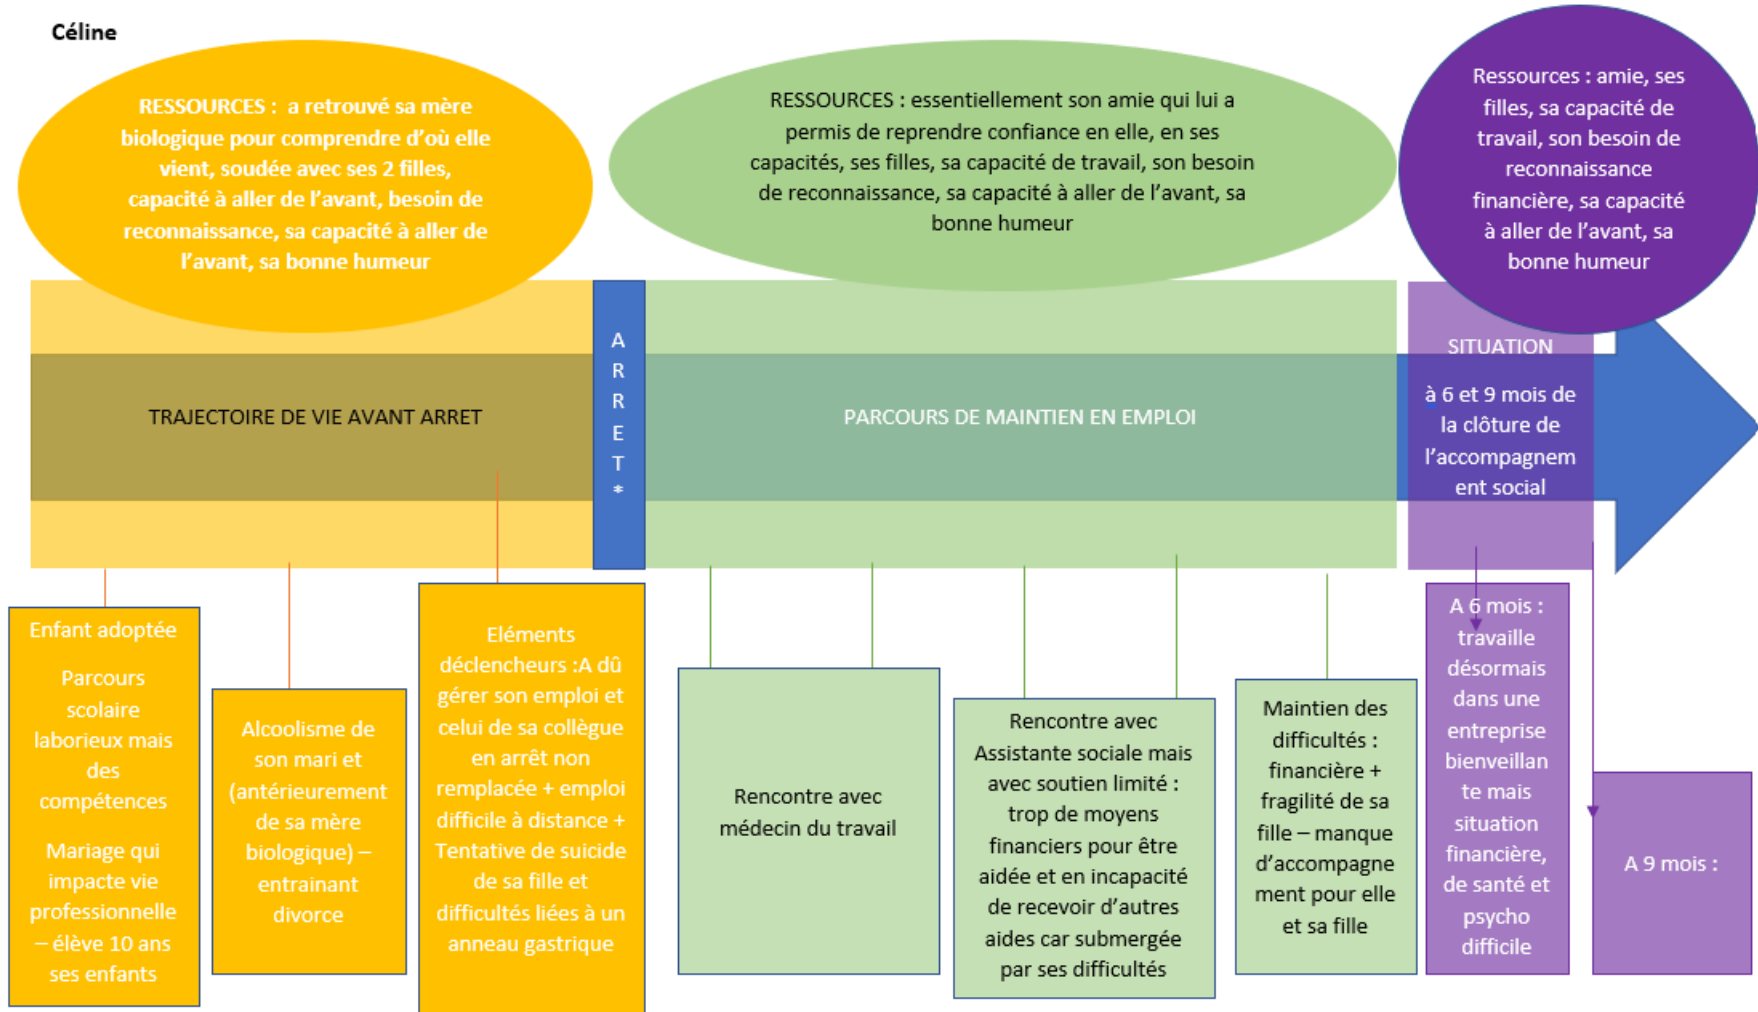 Céline
RESSOURCES : a retrouvé sa mère
biologique pour comprendre d'où elle
vient, soudée avec ses 2 filles,
capacité à aller de l'avant, besoin de
reconnaissance, sa capacité à aller de
l'avant, sa bonne humeur
RESSOURCES : essentiellement son amie qui lui a
permis de reprendre confiance en elle, en ses
capacités, ses filles, sa capacité de travail, son besoin
de reconnaissance, sa capacité à aller de l'avant, sa
bonne humeur
Ressources : amie, ses
filles, sa capacité de
travail, son besoin de
reconnaissance
financière, sa capacité
à aller de l'avant, sa
bonne humeur
TRAJECTOIRE DE VIE AVANT ARRET
A
R
R
E
T
*
PARCOURS DE MAINTIEN EN EMPLOI
SITUATION
à 6 et 9 mois de
la clôture de
l'accompagnem
ent social
Enfant adoptée
Parcours
scolaire
laborieux mais
des
compétences
Mariage qui
impacte vie
professionnelle
– élève 10 ans
ses enfants
Alcoolisme de
son mari et
(antérieurement
de sa mère
biologique) –
entrainant
divorce
Eléments
déclencheurs :A dû
gérer son emploi et
celui de sa collègue
en arrêt non
remplacée + emploi
difficile à distance +
Tentative de suicide
de sa fille et
difficultés liées à un
anneau gastrique
Rencontre avec
médecin du travail
Rencontre avec
Assistante sociale mais
avec soutien limité :
trop de moyens
financiers pour être
aidée et en incapacité
de recevoir d'autres
aides car submergée
par ses difficultés
Maintien des
difficultés :
financière +
fragilité de sa
fille – manque
d'accompagne
ment pour elle
et sa fille
A 6 mois :
travaille
désormais
dans une
entreprise
bienveillan
te mais
situation
financière,
de santé et
psycho
difficile
A 9 mois :